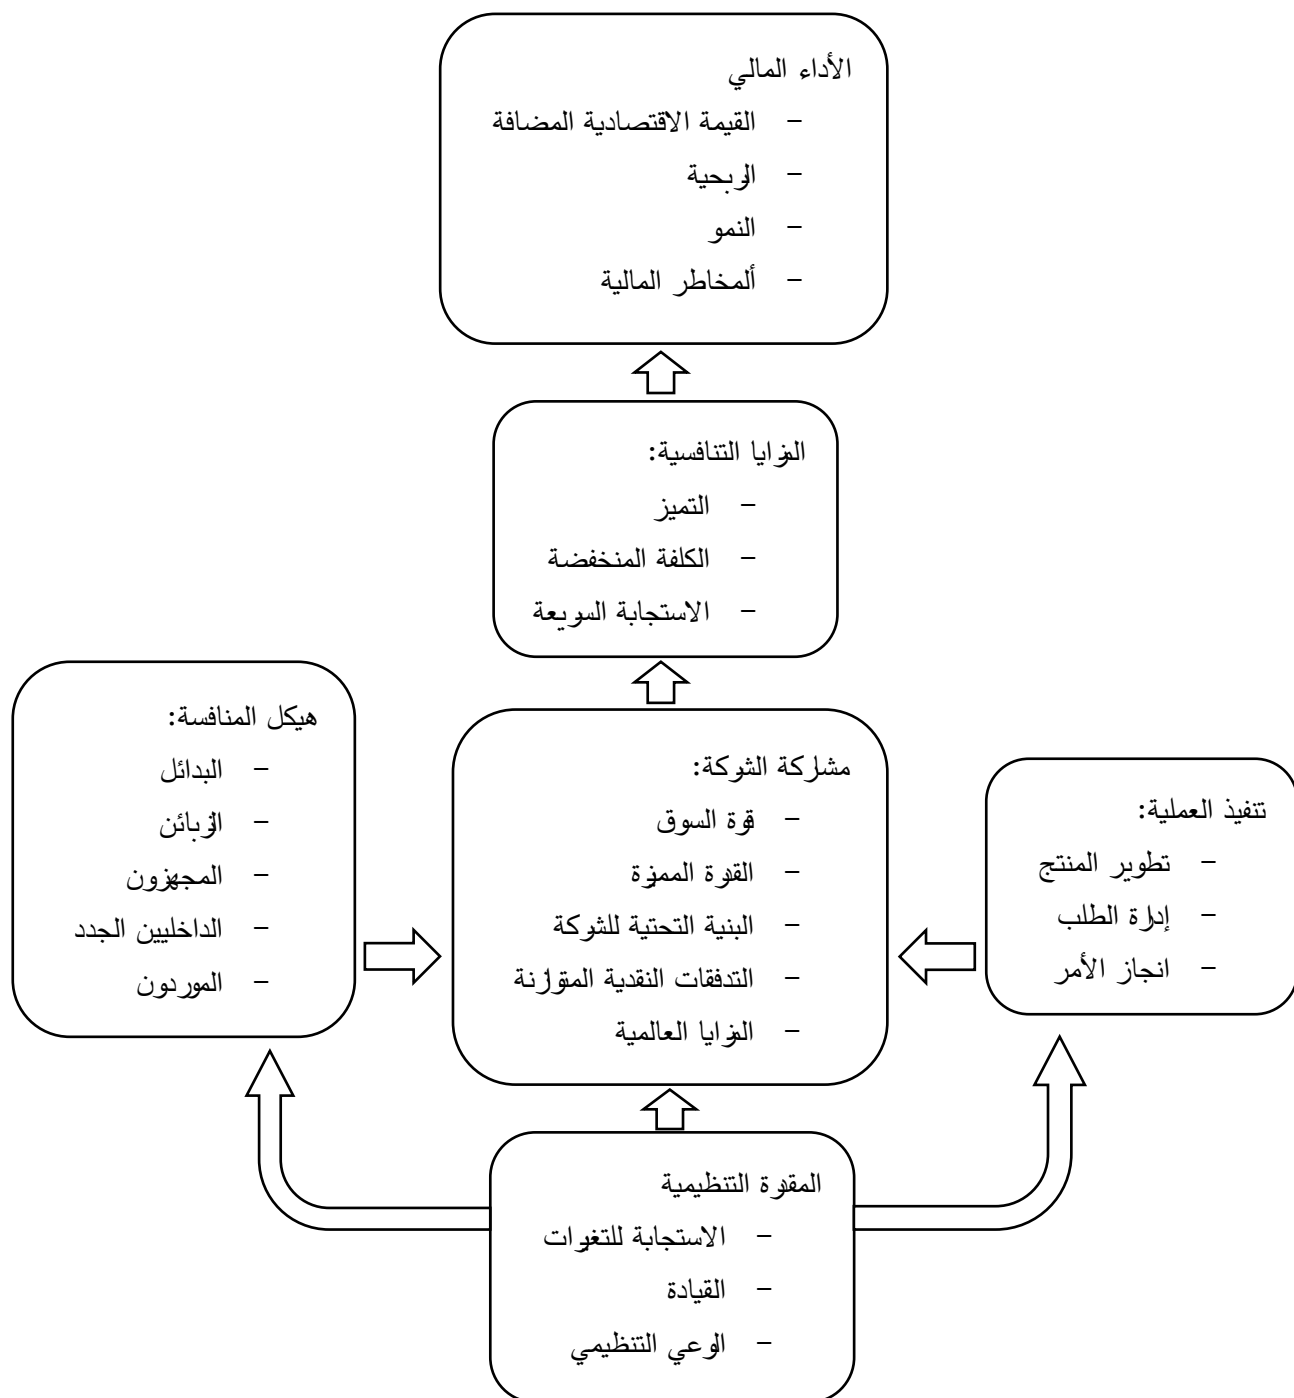 الأداء المالي
- القيمة الاقتصادية المضافة
- الربحية
- النمو
- ألمخاطر المالية
المزايا التنافسية:
- التميز
- الكلفة المنخفضة
- الاستجابة السريعة
هيكل المنافسة:
- البدائل
- الزبائن
- المجهزون
- الداخليين الجدد
- الموردون
مشاركة الشركة:
- قوة السوق
- القدرة المميزة
- البنية التحتية للشركة
- التدفقات النقدية المتوازنة
- المزايا العالمية
تنفيذ العملية:
- تطوير المنتج
- إدارة الطلب
- انجاز الأمر
المقدرة التنظيمية
- الاستجابة للتغيرات
- القيادة
- الوعي التنظيمي